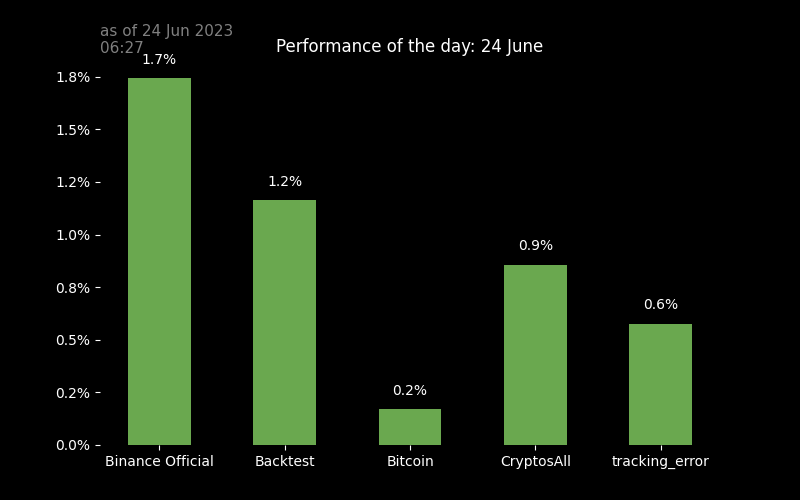 as of 24 Jun 2023
06:27
Performance of the day: 24 June
1.7%
1.2%
0.2%
0.9%
0.6%
1.8%
1.5%
1.2%
1.0%
0.8%
0.5%
0.2%
0.0%
Binance Official
Backtest
Bitcoin
CryptosAll
tracking_error